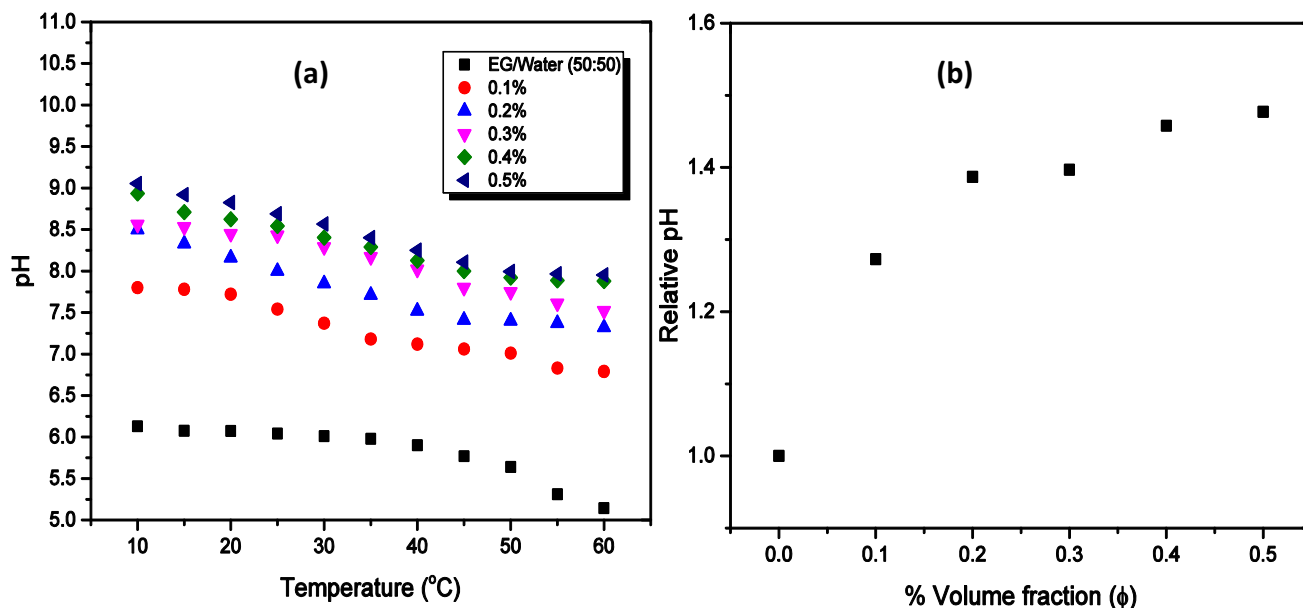 11.0
10.5
10.0
9.5
9.0
8.5
8.0
7.5
7.0
6.5
6.0
5.5
5.0
pH
(a)
EG/Water (50:50)
0.1%
0.2%
0.3%
0.4%
0.5%
10 20 30 40 50 60
Temperature (°C)
1.6
1.4
1.2
1.0
Relative pH
(b)
0.0 0.1 0.2 0.3 0.4 0.5
% Volume fraction (ϕ)